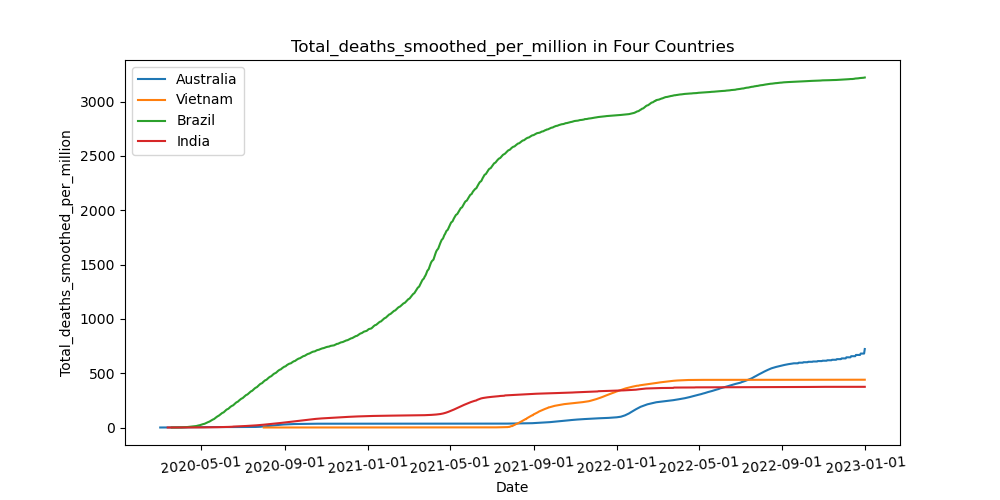 Total_deaths_smoothed_per_million in Four Countries
Australia
Vietnam
Brazil
India
Total_deaths_smoothed_per_million
3000
2500
2000
1500
1000
500
0
2020-05-01 2020-09-01 2021-01-01 2021-05-01 2021-09-01 2022-01-01 2022-05-01 2022-09-01 2023-01-01
Date